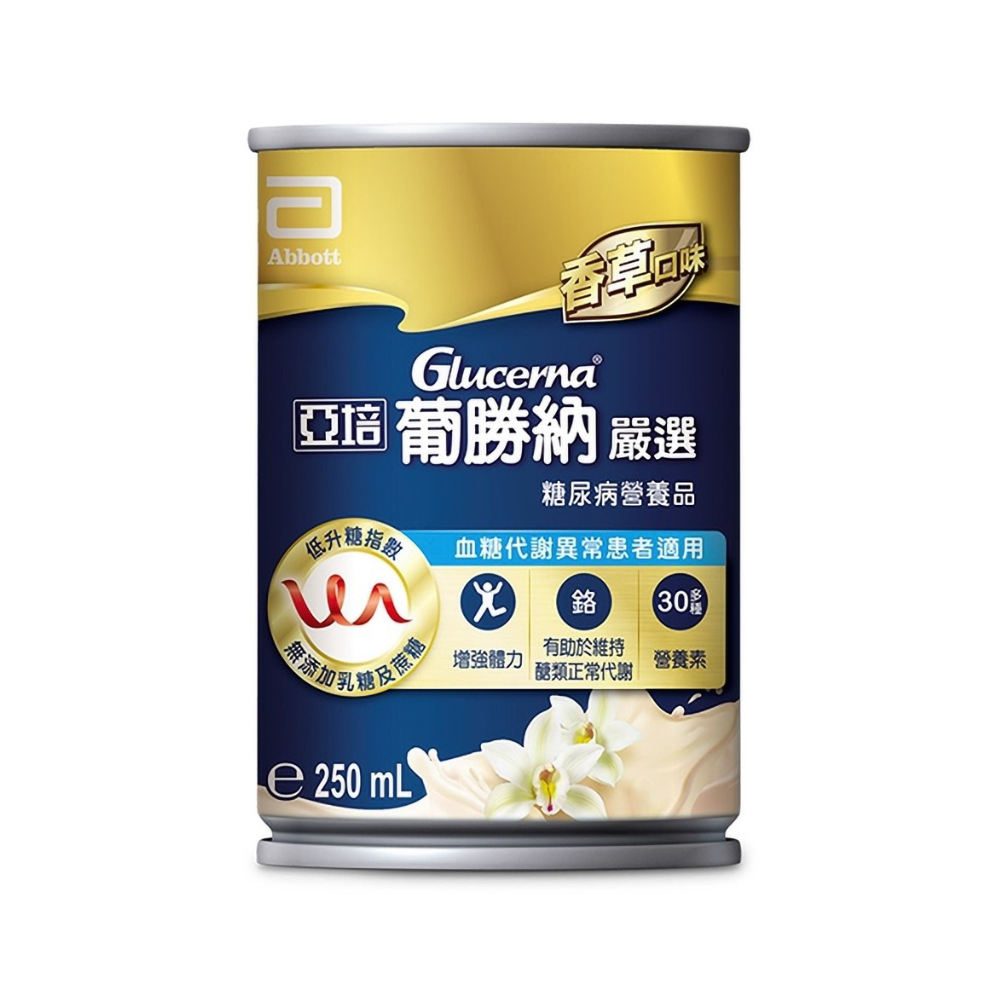 Abbott
香草口味
Glucerna®
亞培 葡勝納 嚴選
糖尿病營養品
低升糖指數
無添加乳糖及蔗糖
血糖代謝異常患者適用
增強體力
鉻
有助於維持
醣類正常代謝
30多種
營養素
℮ 250 mL